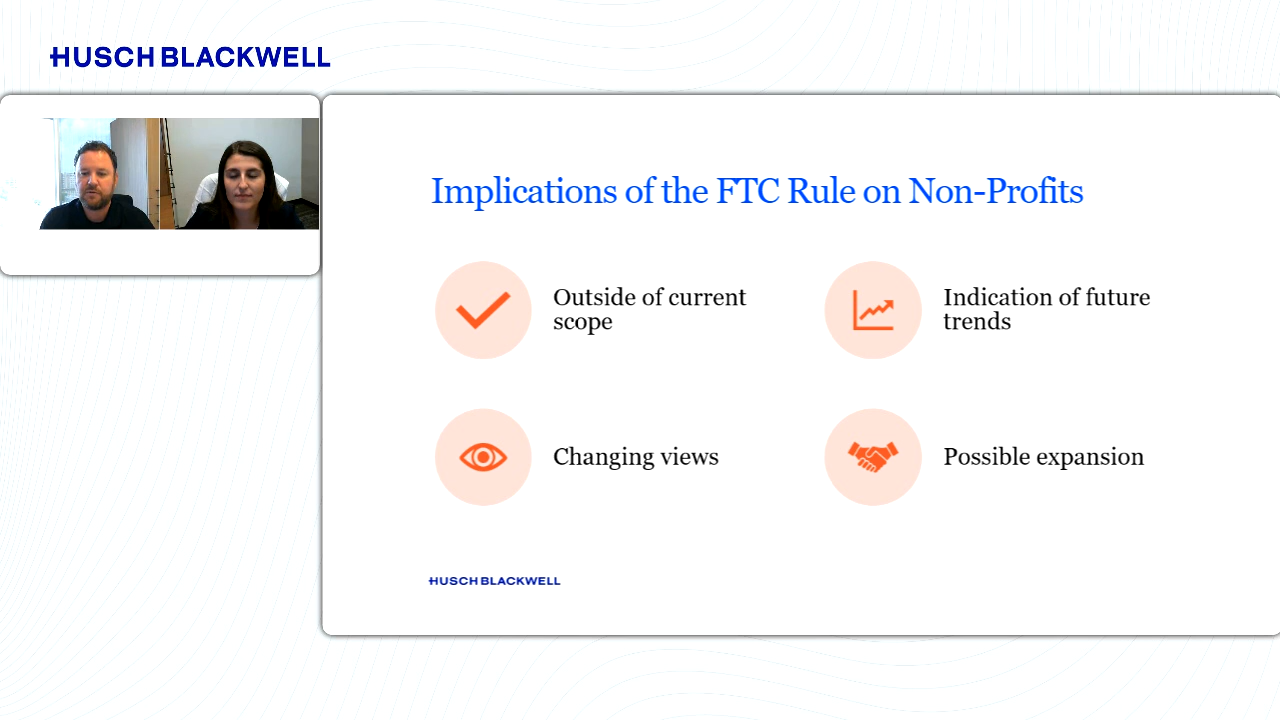 HUSCH BLACKWELL
Implications of the FTC Rule on Non-Profits
Outside of current
scope
Indication of future
trends
Changing views
Possible expansion
HUSCH BLACKWELL